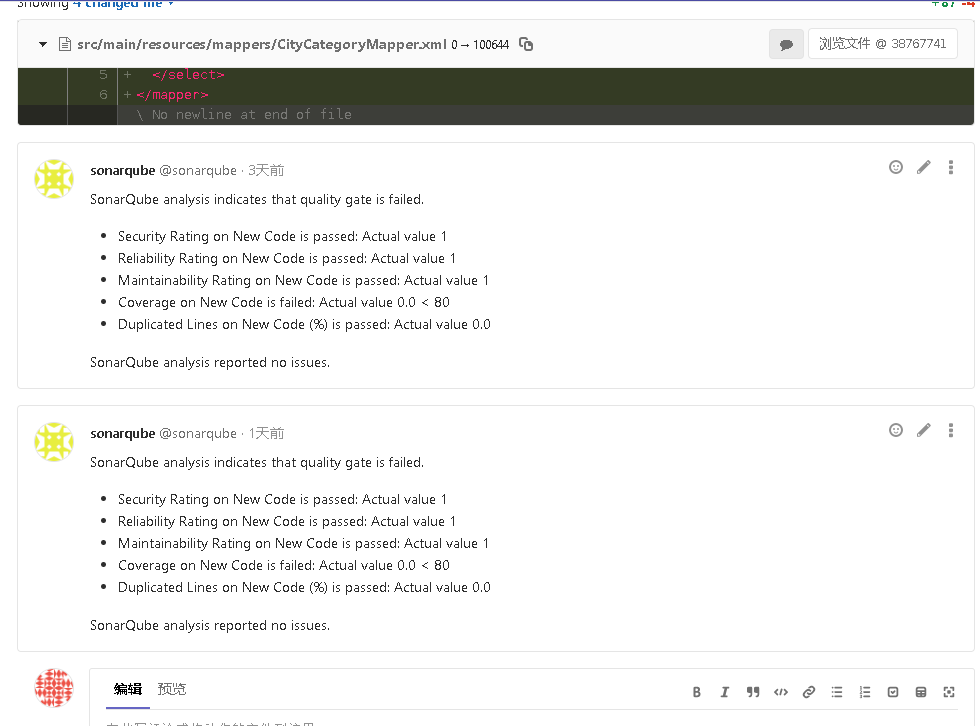 Showing 4 changed file
+87 -4
src/main/resources/mappers/CityCategoryMapper.xml 0 → 100644 浏览文件 @ 38767741
5 + </select>
6 + </mapper>
\ No newline at end of file
sonarqube @sonarqube · 3天前
SonarQube analysis indicates that quality gate is failed.
• Security Rating on New Code is passed: Actual value 1
• Reliability Rating on New Code is passed: Actual value 1
• Maintainability Rating on New Code is passed: Actual value 1
• Coverage on New Code is failed: Actual value 0.0 < 80
• Duplicated Lines on New Code (%) is passed: Actual value 0.0
SonarQube analysis reported no issues.
sonarqube @sonarqube · 1天前
SonarQube analysis indicates that quality gate is failed.
• Security Rating on New Code is passed: Actual value 1
• Reliability Rating on New Code is passed: Actual value 1
• Maintainability Rating on New Code is passed: Actual value 1
• Coverage on New Code is failed: Actual value 0.0 < 80
• Duplicated Lines on New Code (%) is passed: Actual value 0.0
SonarQube analysis reported no issues.
编辑 预览 B I